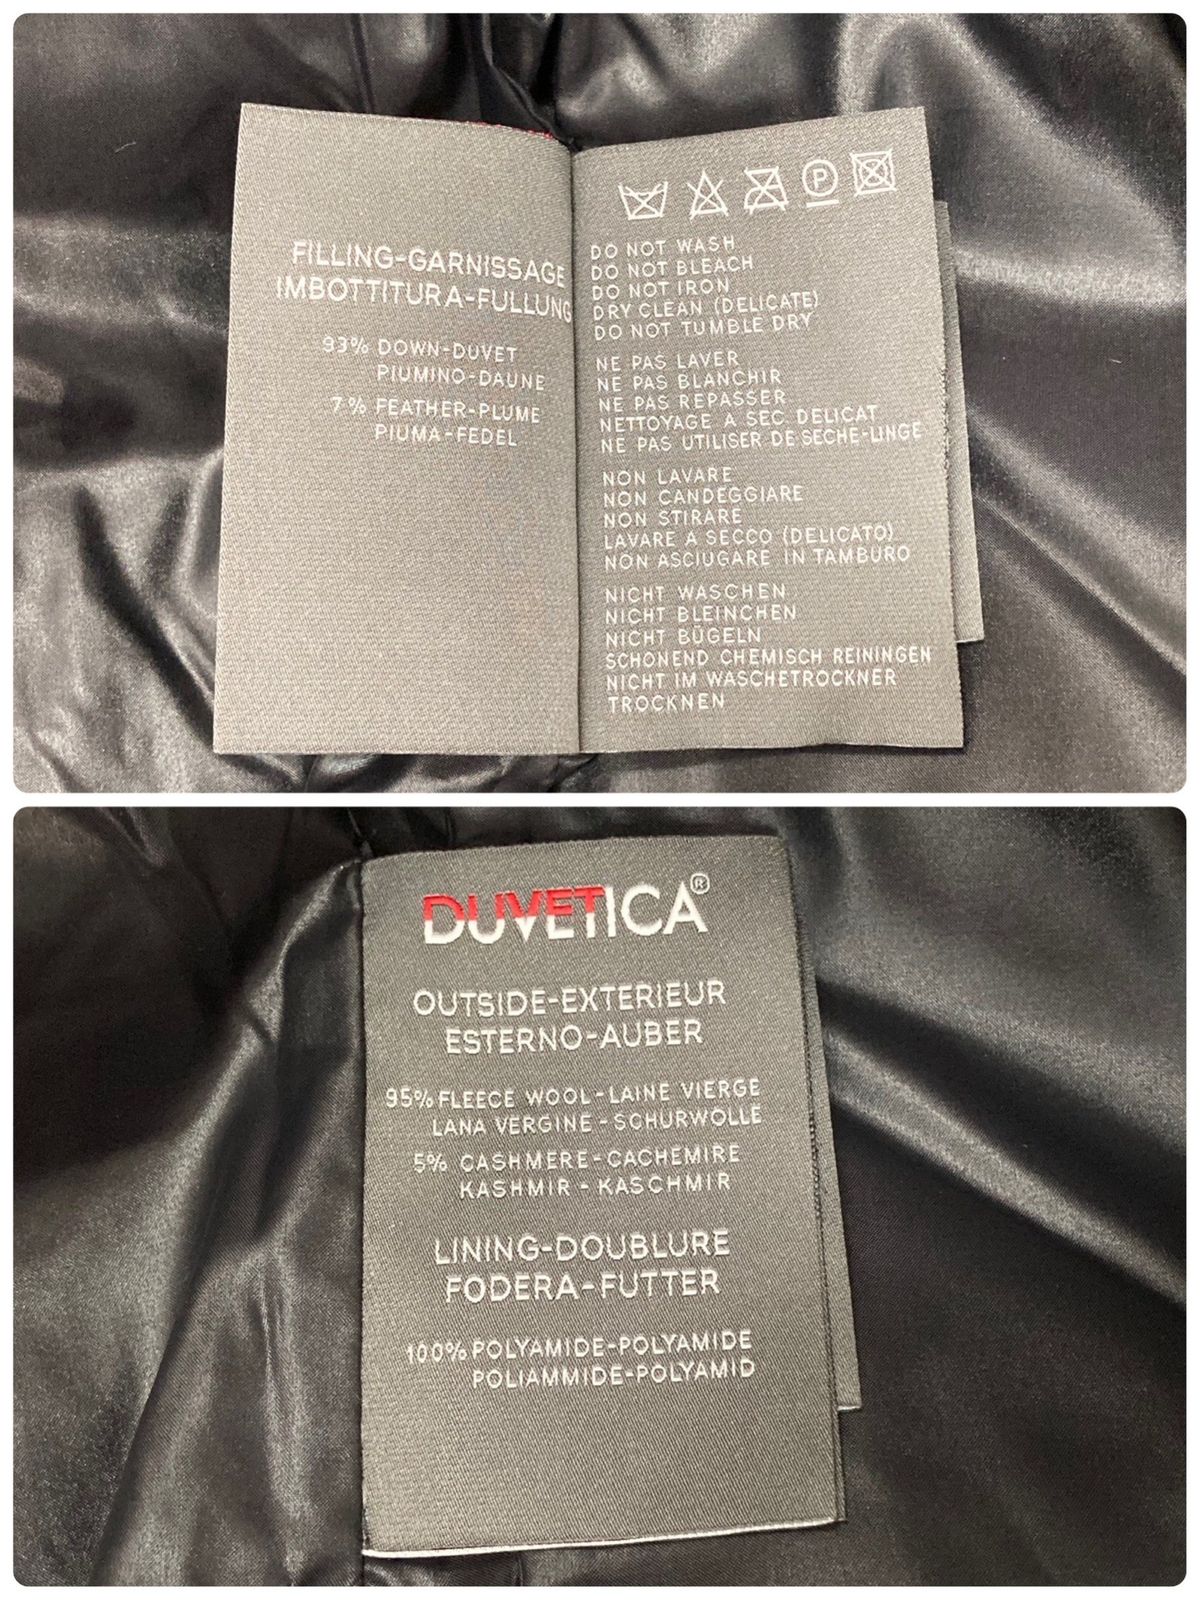 FILLING-GARNISSAGE
IMBOTTITURA-FULLUNG
93% DOWN-DUVET
PIUMINO-DAUNE
7% FEATHER-PLUME
PIUMA-FEDEL
P
DO NOT WASH
DO NOT BLEACH
DO NOT IRON
DRY CLEAN (DELICATE)
DO NOT TUMBLE DRY
NE PAS LAVER
NE PAS BLANCHIR
NE PAS REPASSER
NETTOYAGE A SEC DELICAT
NE PAS UTILISER DE SECHE-LINGE
NON LAVARE
NON CANDEGGIARE
NON STIRARE
LAVARE A SECCO (DELICATO)
NON ASCIUGARE IN TAMBURO
NICHT WASCHEN
NICHT BLEINCHEN
NICHT BÜGELN
SCHONEND CHEMISCH REININGEN
NICHT IM WASCHETROCKNER
TROCKNEN
DUVETICA®
OUTSIDE-EXTERIEUR
ESTERNO-AUBER
95% FLEECE WOOL-LAINE VIERGE
LANA VERGINE-SCHURWOLLE
5% CASHMERE-CACHEMIRE
KASHMIR-KASCHMIR
LINING-DOUBLURE
FODERA-FUTTER
100% POLYAMIDE-POLYAMIDE
POLIAMMIDE-POLYAMID